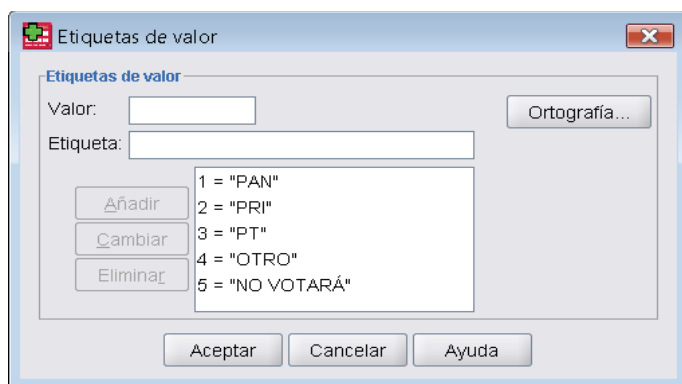 Etiquetas de valor
Etiquetas de valor
Valor:
Ortografía...
Etiqueta:
Añadir
Cambiar
Eliminar
1 = "PAN"
2 = "PRI"
3 = "PT"
4 = "OTRO"
5 = "NO VOTARÁ"
Aceptar
Cancelar
Ayuda